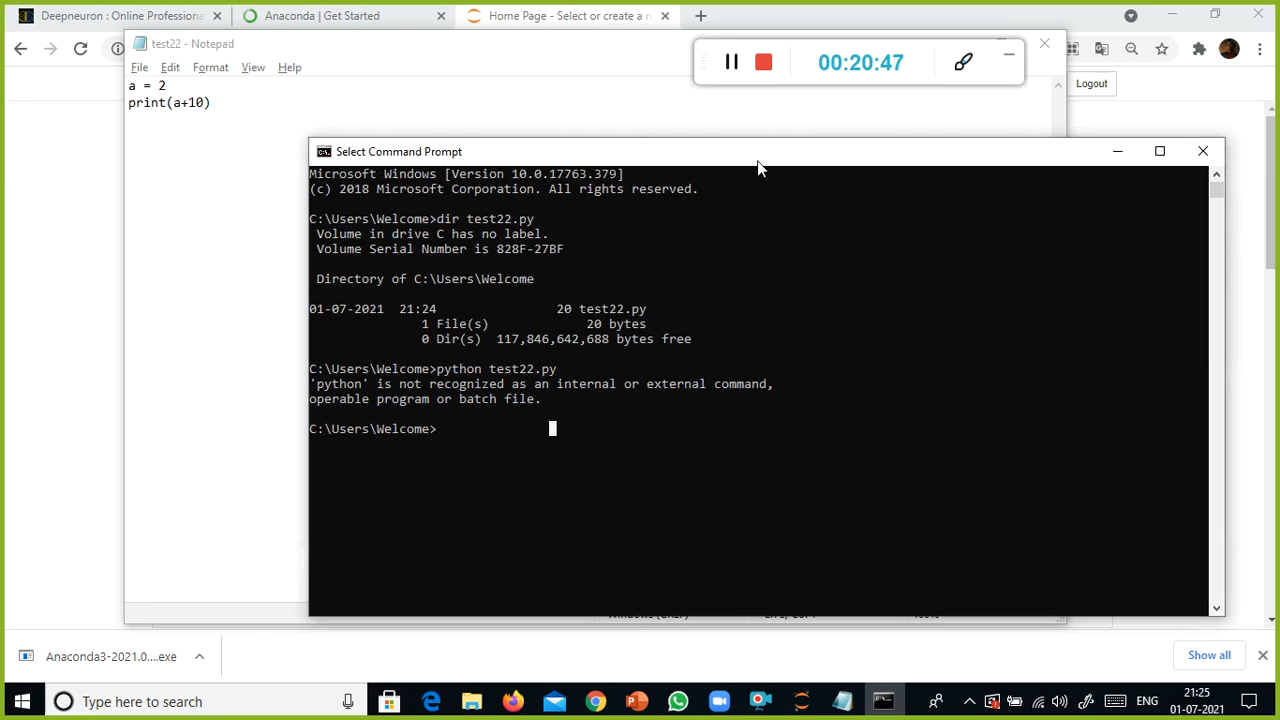 Deepneuron : Online Professiona
Anaconda | Get Started
Home Page - Select or create a n
test22 - Notepad
File Edit Format View Help
00:20:47
Logout
a = 2
print(a+10)
Select Command Prompt
Microsoft Windows [Version 10.0.17763.379]
(c) 2018 Microsoft Corporation. All rights reserved.
C:\Users\Welcome>dir test22.py
Volume in drive C has no label.
Volume Serial Number is 828F-27BF
Directory of C:\Users\Welcome
01-07-2021 21:24 20 test22.py
1 File(s) 20 bytes
0 Dir(s) 117,846,642,688 bytes free
C:\Users\Welcome>python test22.py
'python' is not recognized as an internal or external command,
operable program or batch file.
C:\Users\Welcome>
Anaconda3-2021.0....exe
Show all
Type here to search
ENG
21:25
01-07-2021